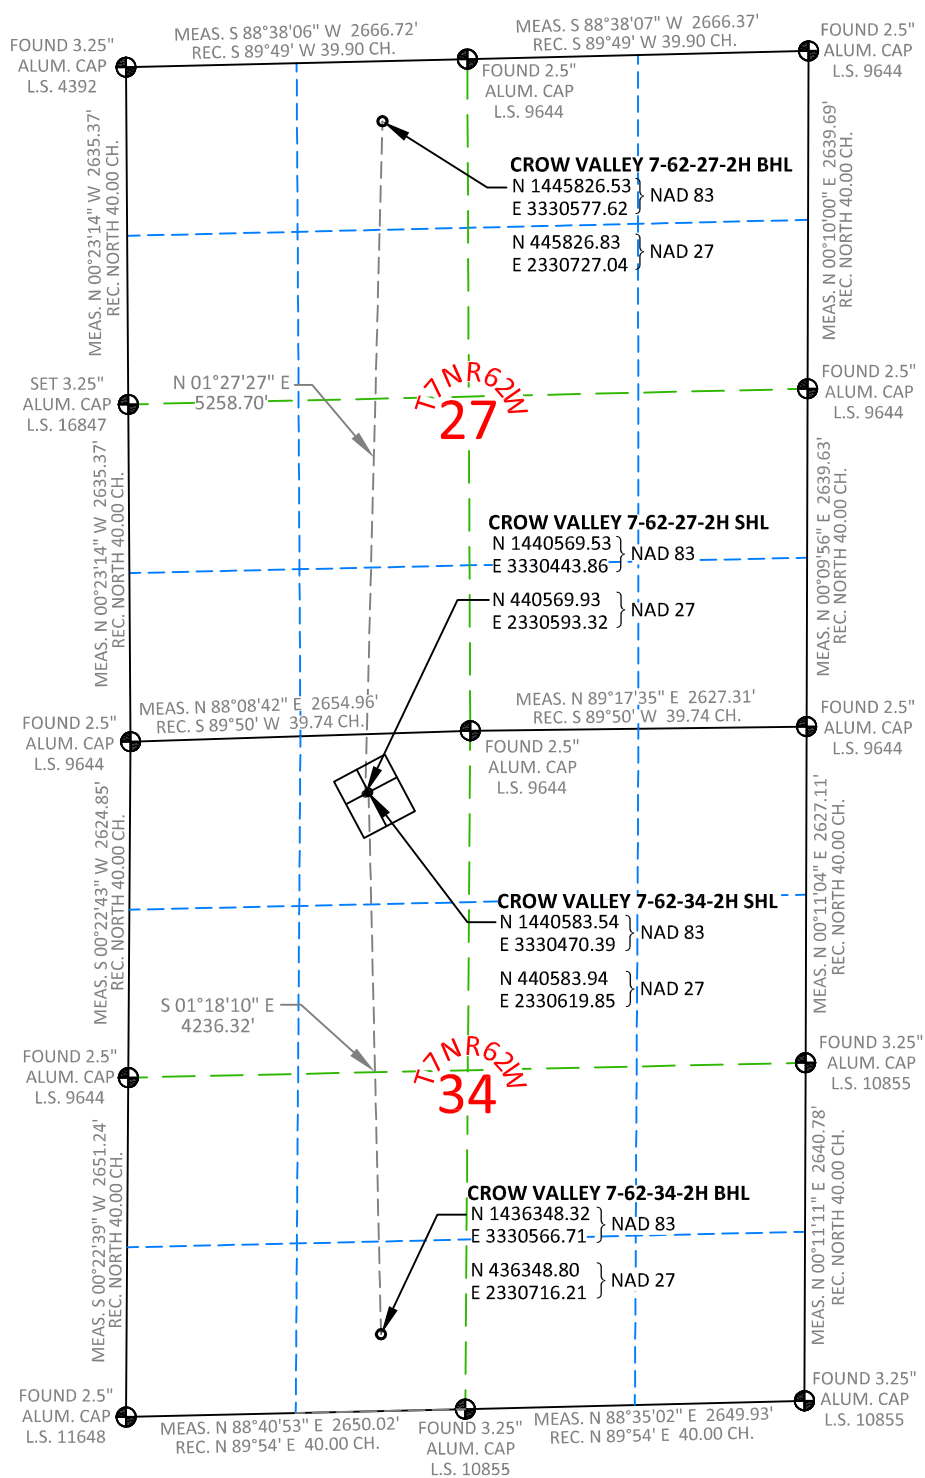 MEAS. S 88°38'06" W 2666.72'
REC. S 89°49' W 39.90 CH.
MEAS. S 88°38'07" W 2666.37'
REC. S 89°49' W 39.90 CH.
FOUND 3.25"
ALUM. CAP
L.S. 4392
FOUND 2.5"
ALUM. CAP
L.S. 9644
FOUND 2.5"
ALUM. CAP
L.S. 9644
MEAS. N 00°23'14" W 2635.37'
REC. NORTH 40.00 CH.
MEAS. N 00°10'00" E 2639.69'
REC. NORTH 40.00 CH.
CROW VALLEY 7-62-27-2H BHL
N 1445826.53
E 3330577.62
NAD 83
N 445826.83
E 2330727.04
NAD 27
SET 3.25"
ALUM. CAP
L.S. 16847
N 01°27'27" E
5258.70'
T7NR62W
27
FOUND 2.5"
ALUM. CAP
L.S. 9644
MEAS. N 00°23'14" W 2635.37'
REC. NORTH 40.00 CH.
MEAS. N 00°09'56" E 2639.63'
REC. NORTH 40.00 CH.
CROW VALLEY 7-62-27-2H SHL
N 1440569.53
E 3330443.86
NAD 83
N 440569.93
E 2330593.32
NAD 27
MEAS. N 88°08'42" E 2654.96'
REC. S 89°50' W 39.74 CH.
MEAS. N 89°17'35" E 2627.31'
REC. S 89°50' W 39.74 CH.
FOUND 2.5"
ALUM. CAP
L.S. 9644
FOUND 2.5"
ALUM. CAP
L.S. 9644
FOUND 2.5"
ALUM. CAP
L.S. 9644
MEAS. S 00°22'43" W 2624.85'
REC. NORTH 40.00 CH.
MEAS. N 00°11'04" E 2627.11'
REC. NORTH 40.00 CH.
CROW VALLEY 7-62-34-2H SHL
N 1440583.54
E 3330470.39
NAD 83
N 440583.94
E 2330619.85
NAD 27
S 01°18'10" E
4236.32'
FOUND 2.5"
ALUM. CAP
L.S. 9644
T7NR62W
34
FOUND 3.25"
ALUM. CAP
L.S. 10855
MEAS. S 00°22'39" W 2651.24'
REC. NORTH 40.00 CH.
MEAS. N 00°11'11" E 2640.78'
REC. NORTH 40.00 CH.
CROW VALLEY 7-62-34-2H BHL
N 1436348.32
E 3330566.71
NAD 83
N 436348.80
E 2330716.21
NAD 27
FOUND 2.5"
ALUM. CAP
L.S. 11648
MEAS. N 88°40'53" E 2650.02'
REC. N 89°54' E 40.00 CH.
FOUND 3.25"
ALUM. CAP
L.S. 10855
MEAS. N 88°35'02" E 2649.93'
REC. N 89°54' E 40.00 CH.
FOUND 3.25"
ALUM. CAP
L.S. 10855